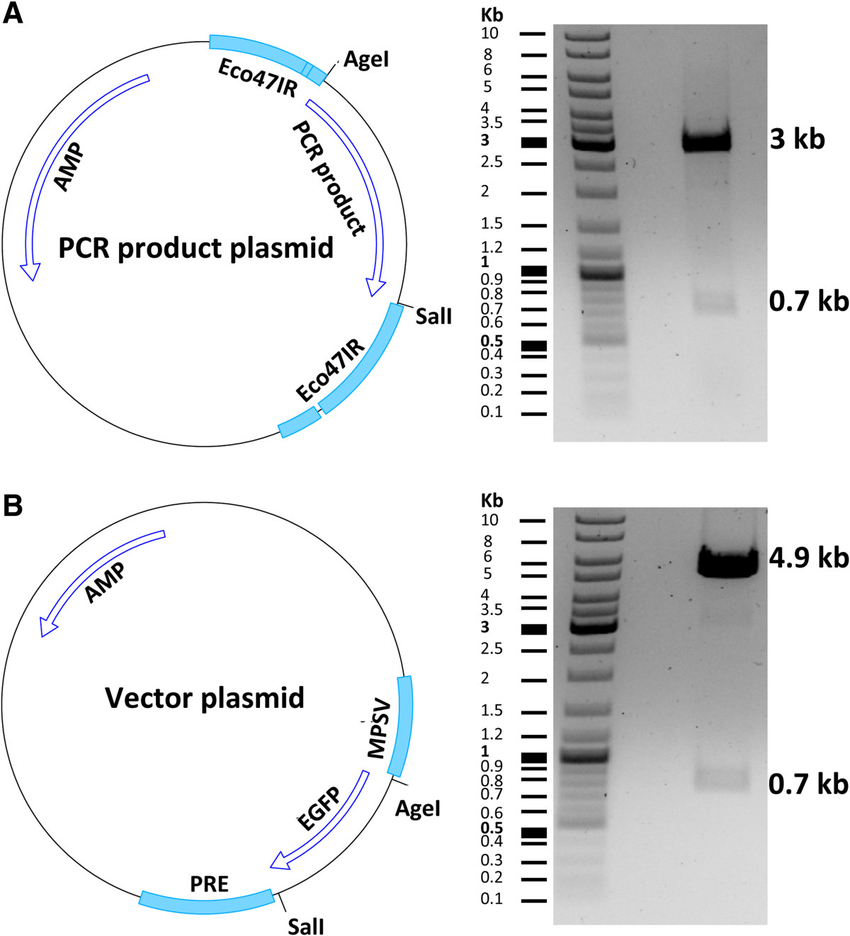 A
Eco47IR
AgeI
AMP
PCR product
PCR product plasmid
SalI
Eco47IR
Kb
10
8
6
5
4
3.5
3
2.5
2
1.5
1.2
1
0.9
0.8
0.7
0.6
0.5
0.4
0.3
0.2
0.1
3 kb
0.7 kb
B
AMP
Vector plasmid
MPSV
AgeI
EGFP
PRE
SalI
Kb
10
8
6
5
4
3.5
3
2.5
2
1.5
1.2
1
0.9
0.8
0.7
0.6
0.5
0.4
0.3
0.2
0.1
4.9 kb
0.7 kb